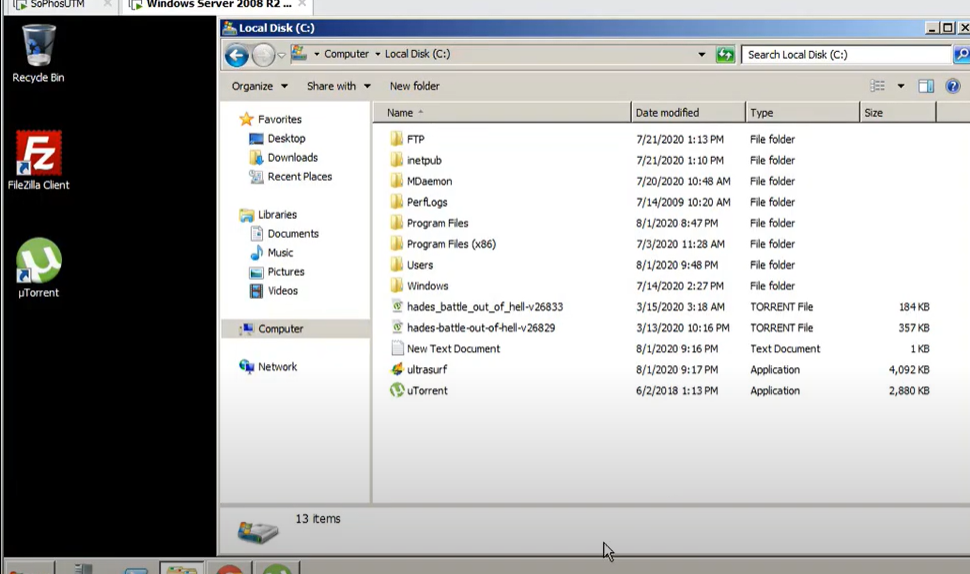 SoPhosUTM
Windows Server 2008 R2 ...
Local Disk (C:)
Computer Local Disk (C:)
Search Local Disk (C:)
Organize Share with New folder
Recycle Bin
FileZilla Client
µTorrent
Favorites
Desktop
Downloads
Recent Places
Libraries
Documents
Music
Pictures
Videos
Computer
Network
Name Date modified Type Size
FTP 7/21/2020 1:13 PM File folder
inetpub 7/21/2020 1:10 PM File folder
MDaemon 7/20/2020 10:48 AM File folder
PerfLogs 7/14/2009 10:20 AM File folder
Program Files 8/1/2020 8:47 PM File folder
Program Files (x86) 7/3/2020 11:28 AM File folder
Users 8/1/2020 9:48 PM File folder
Windows 7/14/2020 2:27 PM File folder
hades_battle_out_of_hell-v26833 3/15/2020 3:18 AM TORRENT File 184 KB
hades-battle-out-of-hell-v26829 3/13/2020 10:16 PM TORRENT File 357 KB
New Text Document 8/1/2020 9:16 PM Text Document 1 KB
ultrasurf 8/1/2020 9:17 PM Application 4,092 KB
uTorrent 6/2/2018 1:13 PM Application 2,880 KB
13 items